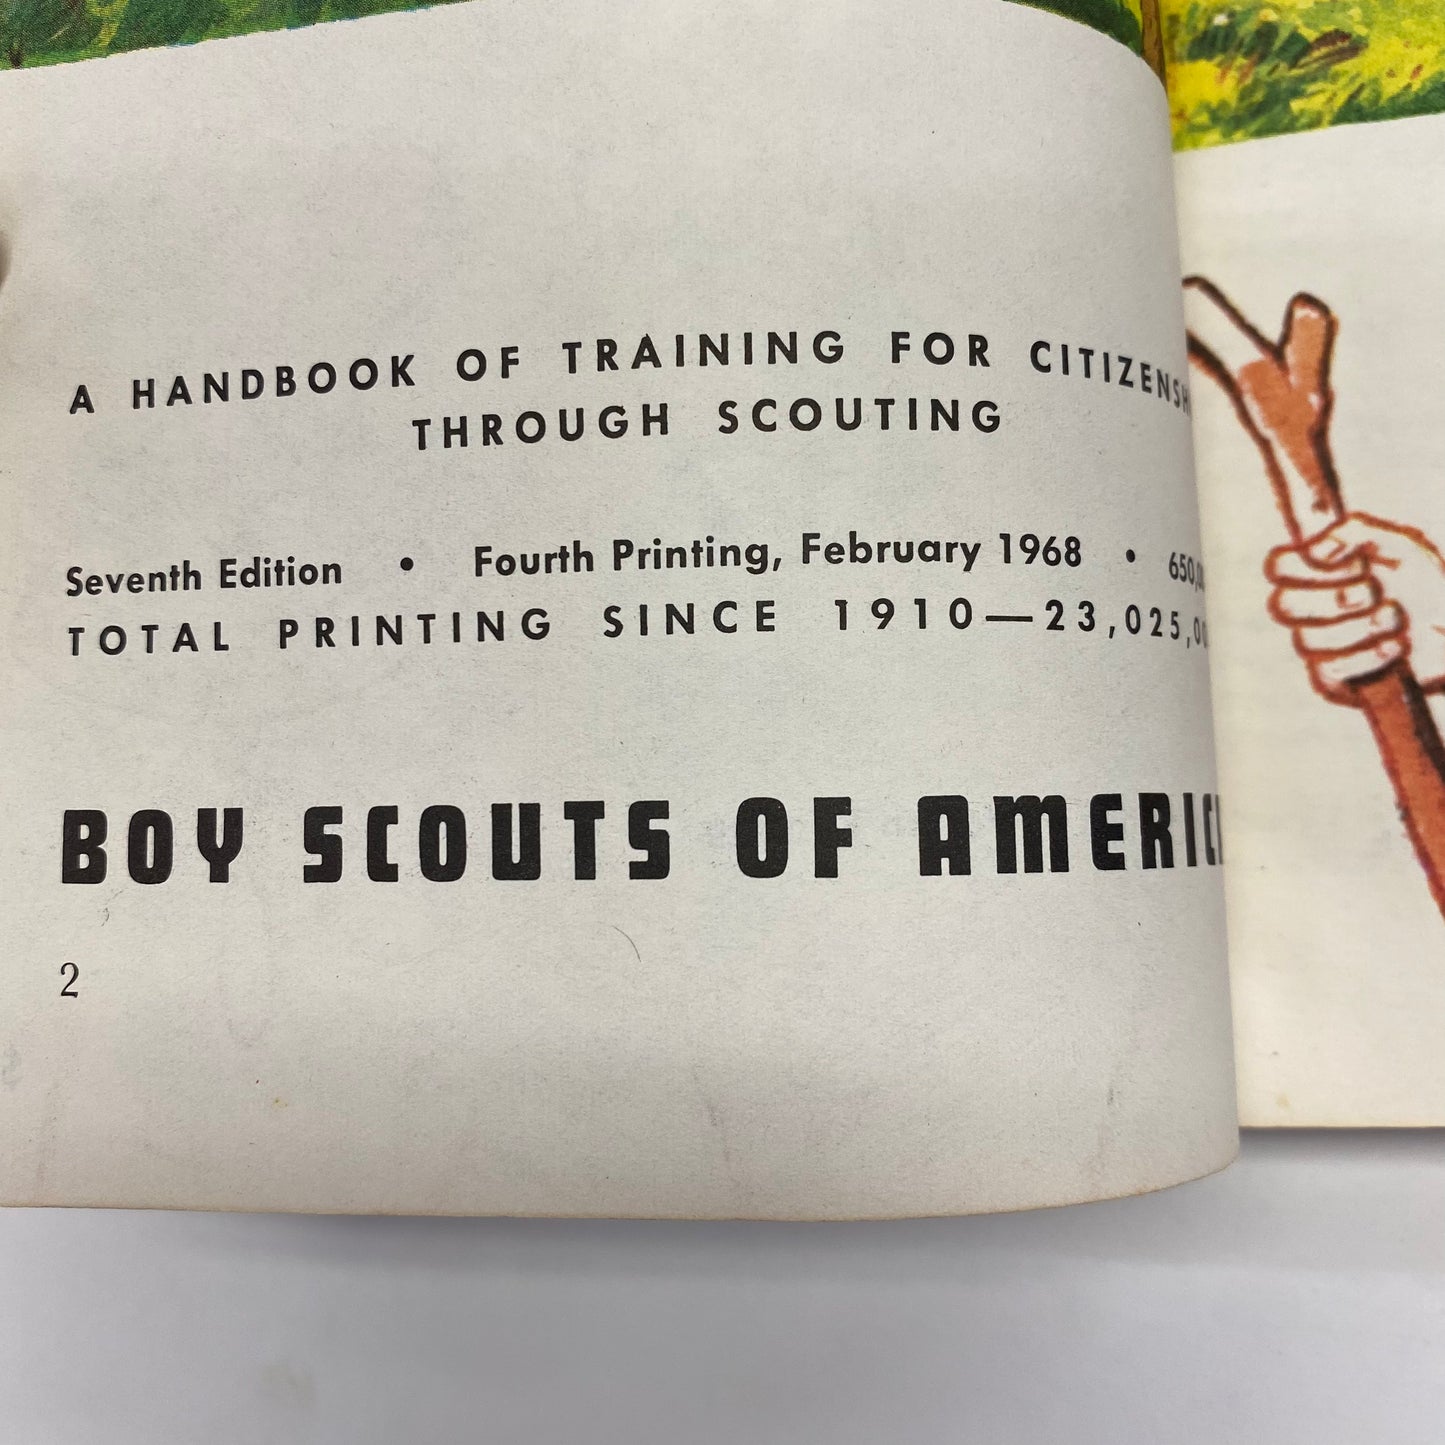 A HANDBOOK OF TRAINING FOR CITIZENSH
THROUGH SCOUTING
Seventh Edition • Fourth Printing, February 1968 • 650,0
TOTAL PRINTING SINCE 1910—23,025,00
BOY SCOUTS OF AMERIC
2